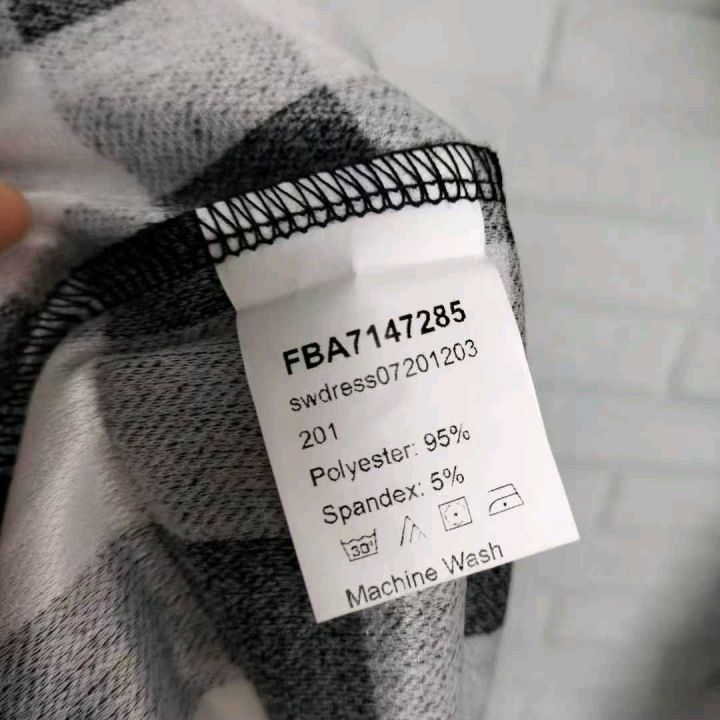 FBA7147285
swdress07201203
201
Polyester: 95%
Spandex: 5%
30°
Machine Wash